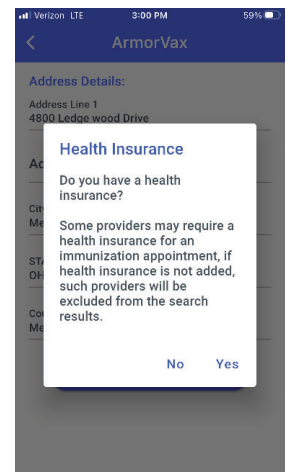 Verizon LTE 3:00 PM 59%
ArmorVax
Address Details:
Address Line 1
4800 Ledge wood Drive
Ac
Health Insurance
Do you have a health
insurance?
City
Me
Some providers may require a
health insurance for an
immunization appointment, if
health insurance is not added,
such providers will be
excluded from the search
results.
STA
OH
Cou
Me
No Yes